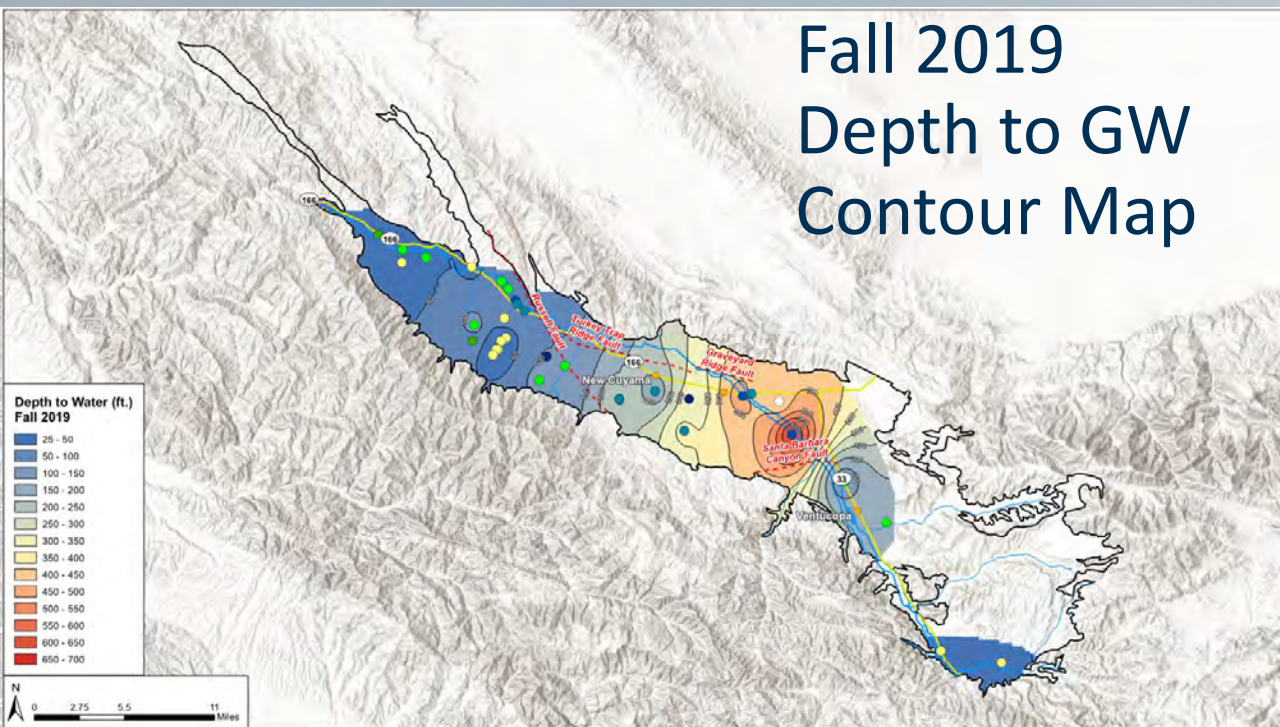 Fall 2019
Depth to GW
Contour Map
166
166
Russell Fault
Turkey Trap
Ridge Fault
166
New Cuyama
Graveyard
Ridge Fault
Santa Barbara
Canyon Fault
33
Ventucopa
Depth to Water (ft.)
Fall 2019
25 - 50
50 - 100
100 - 150
150 - 200
200 - 250
250 - 300
300 - 350
350 - 400
400 - 450
450 - 500
500 - 550
550 - 600
600 - 650
650 - 700
N
0 2.75 5.5 11
Miles